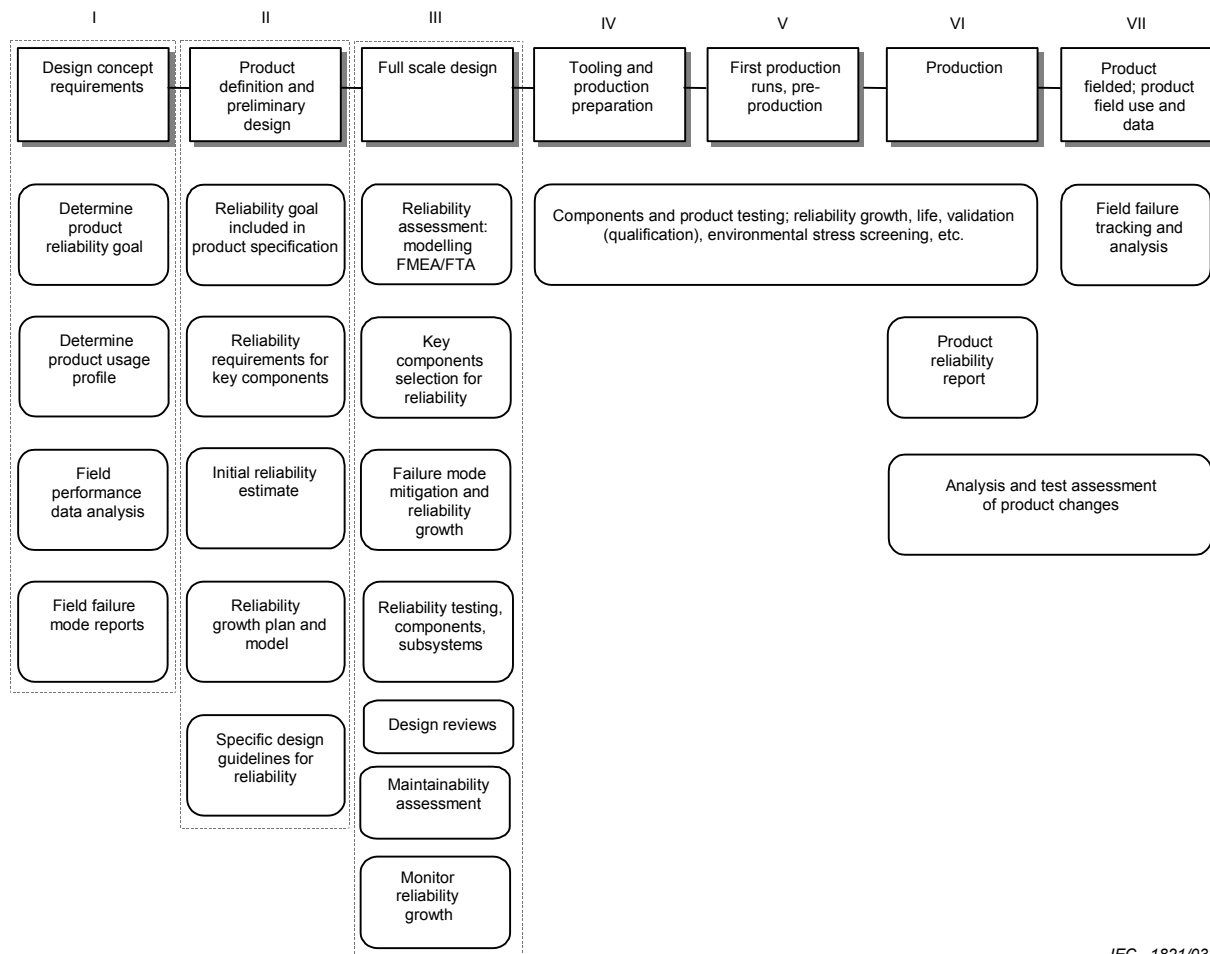 I
II
III
IV
V
VI
VII
Design concept
requirements
Product
definition and
preliminary
design
Full scale design
Tooling and
production
preparation
First production
runs, pre-
production
Production
Product
fielded; product
field use and
data
Determine
product
reliability goal
Reliability goal
included in
product specification
Reliability
assessment:
modelling
FMEA/FTA
Components and product testing; reliability growth, life, validation
(qualification), environmental stress screening, etc.
Field failure
tracking and
analysis
Determine
product usage
profile
Reliability
requirements for
key components
Key
components
selection for
reliability
Product
reliability
report
Field
performance
data analysis
Initial reliability
estimate
Failure mode
mitigation and
reliability
growth
Analysis and test assessment
of product changes
Field failure
mode reports
Reliability
growth plan and
model
Reliability testing,
components,
subsystems
Specific design
guidelines for
reliability
Design reviews
Maintainability
assessment
Monitor
reliability
growth
IEC 1821/03